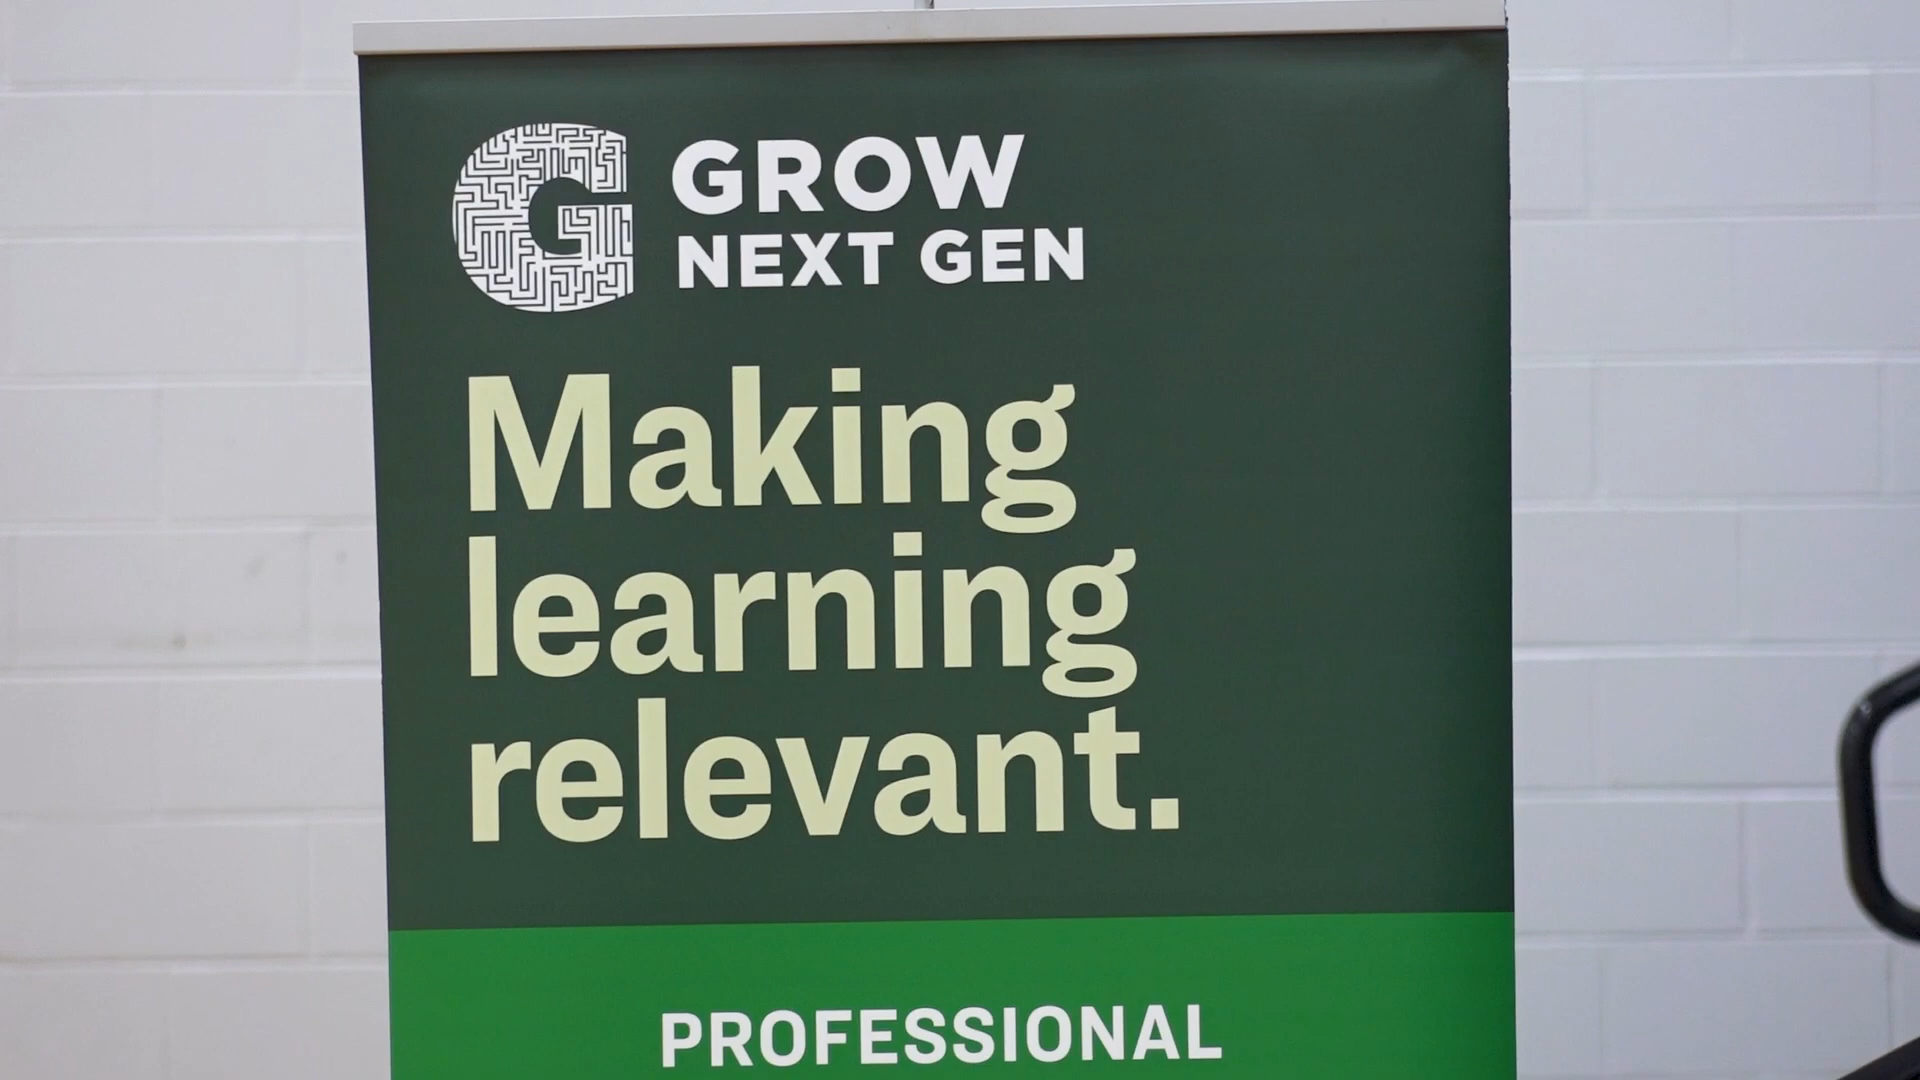 GROW
NEXT GEN
Making
learning
relevant.
PROFESSIONAL